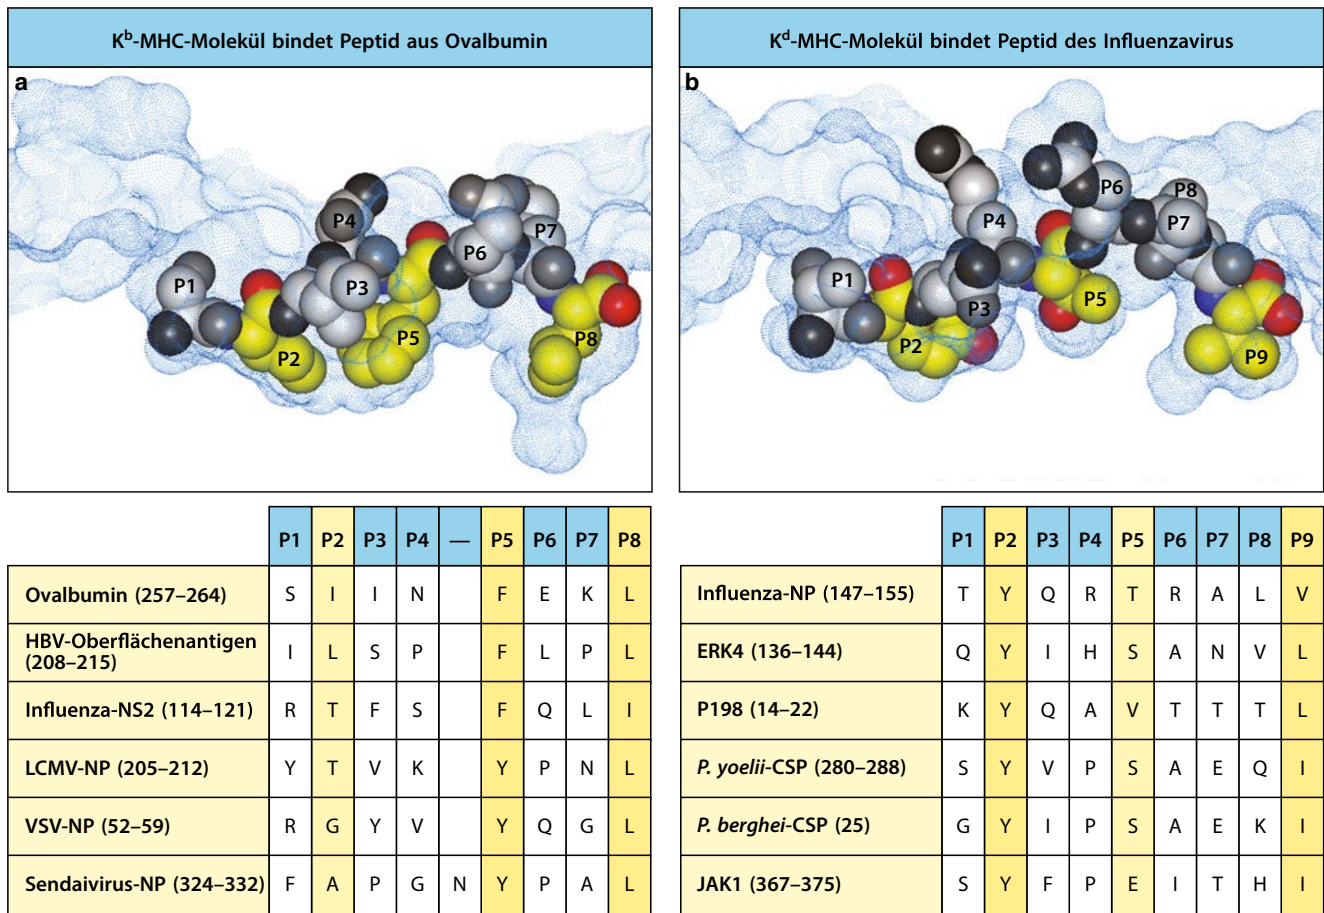 Kb-MHC-Molekül bindet Peptid aus Ovalbumin
a
P1
P2
P3
P4
P5
P6
P7
P8
P1 P2 P3 P4 — P5 P6 P7 P8
Ovalbumin (257–264) S I I N F E K L
HBV-Oberflächenantigen
(208–215) I L S P F L P L
Influenza-NS2 (114–121) R T F S F Q L I
LCMV-NP (205–212) Y T V K Y P N L
VSV-NP (52–59) R G Y V Y Q G L
Sendaivirus-NP (324–332) F A P G N Y P A L
Kd-MHC-Molekül bindet Peptid des Influenzavirus
b
P1
P2
P3
P4
P5
P6
P7
P8
P9
P1 P2 P3 P4 P5 P6 P7 P8 P9
Influenza-NP (147–155) T Y Q R T R A L V
ERK4 (136–144) Q Y I H S A N V L
P198 (14–22) K Y Q A V T T T L
P. yoelii-CSP (280–288) S Y V P S A E Q I
P. berghei-CSP (25) G Y I P S A E K I
JAK1 (367–375) S Y F P E I T H I